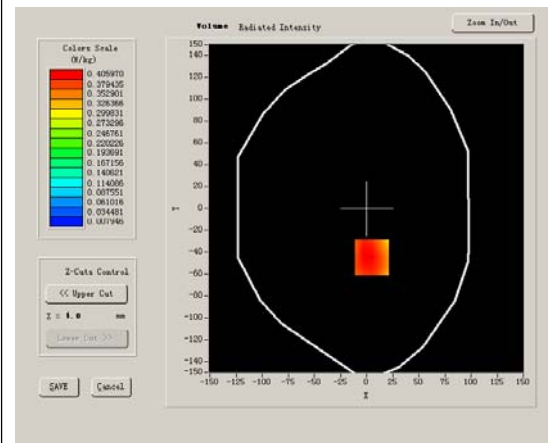 Volume Radiated Intensity
Zoom In/Out
Colors Scale
(W/kg)
0.405970
0.379435
0.352901
0.326366
0.299831
0.273296
0.246761
0.220226
0.193691
0.167156
0.140621
0.114086
0.087551
0.061016
0.034481
0.007946
Z-Cuts Control
<< Upper Cut
Z = 4.0 mm
Lower Cut >>
SAVE Cancel
150
140
120
100
80
60
40
20
0
-20
-40
-60
-80
-100
-120
-140
-150
Y
-150 -125 -100 -75 -50 -25 0 25 50 75 100 125 150
X